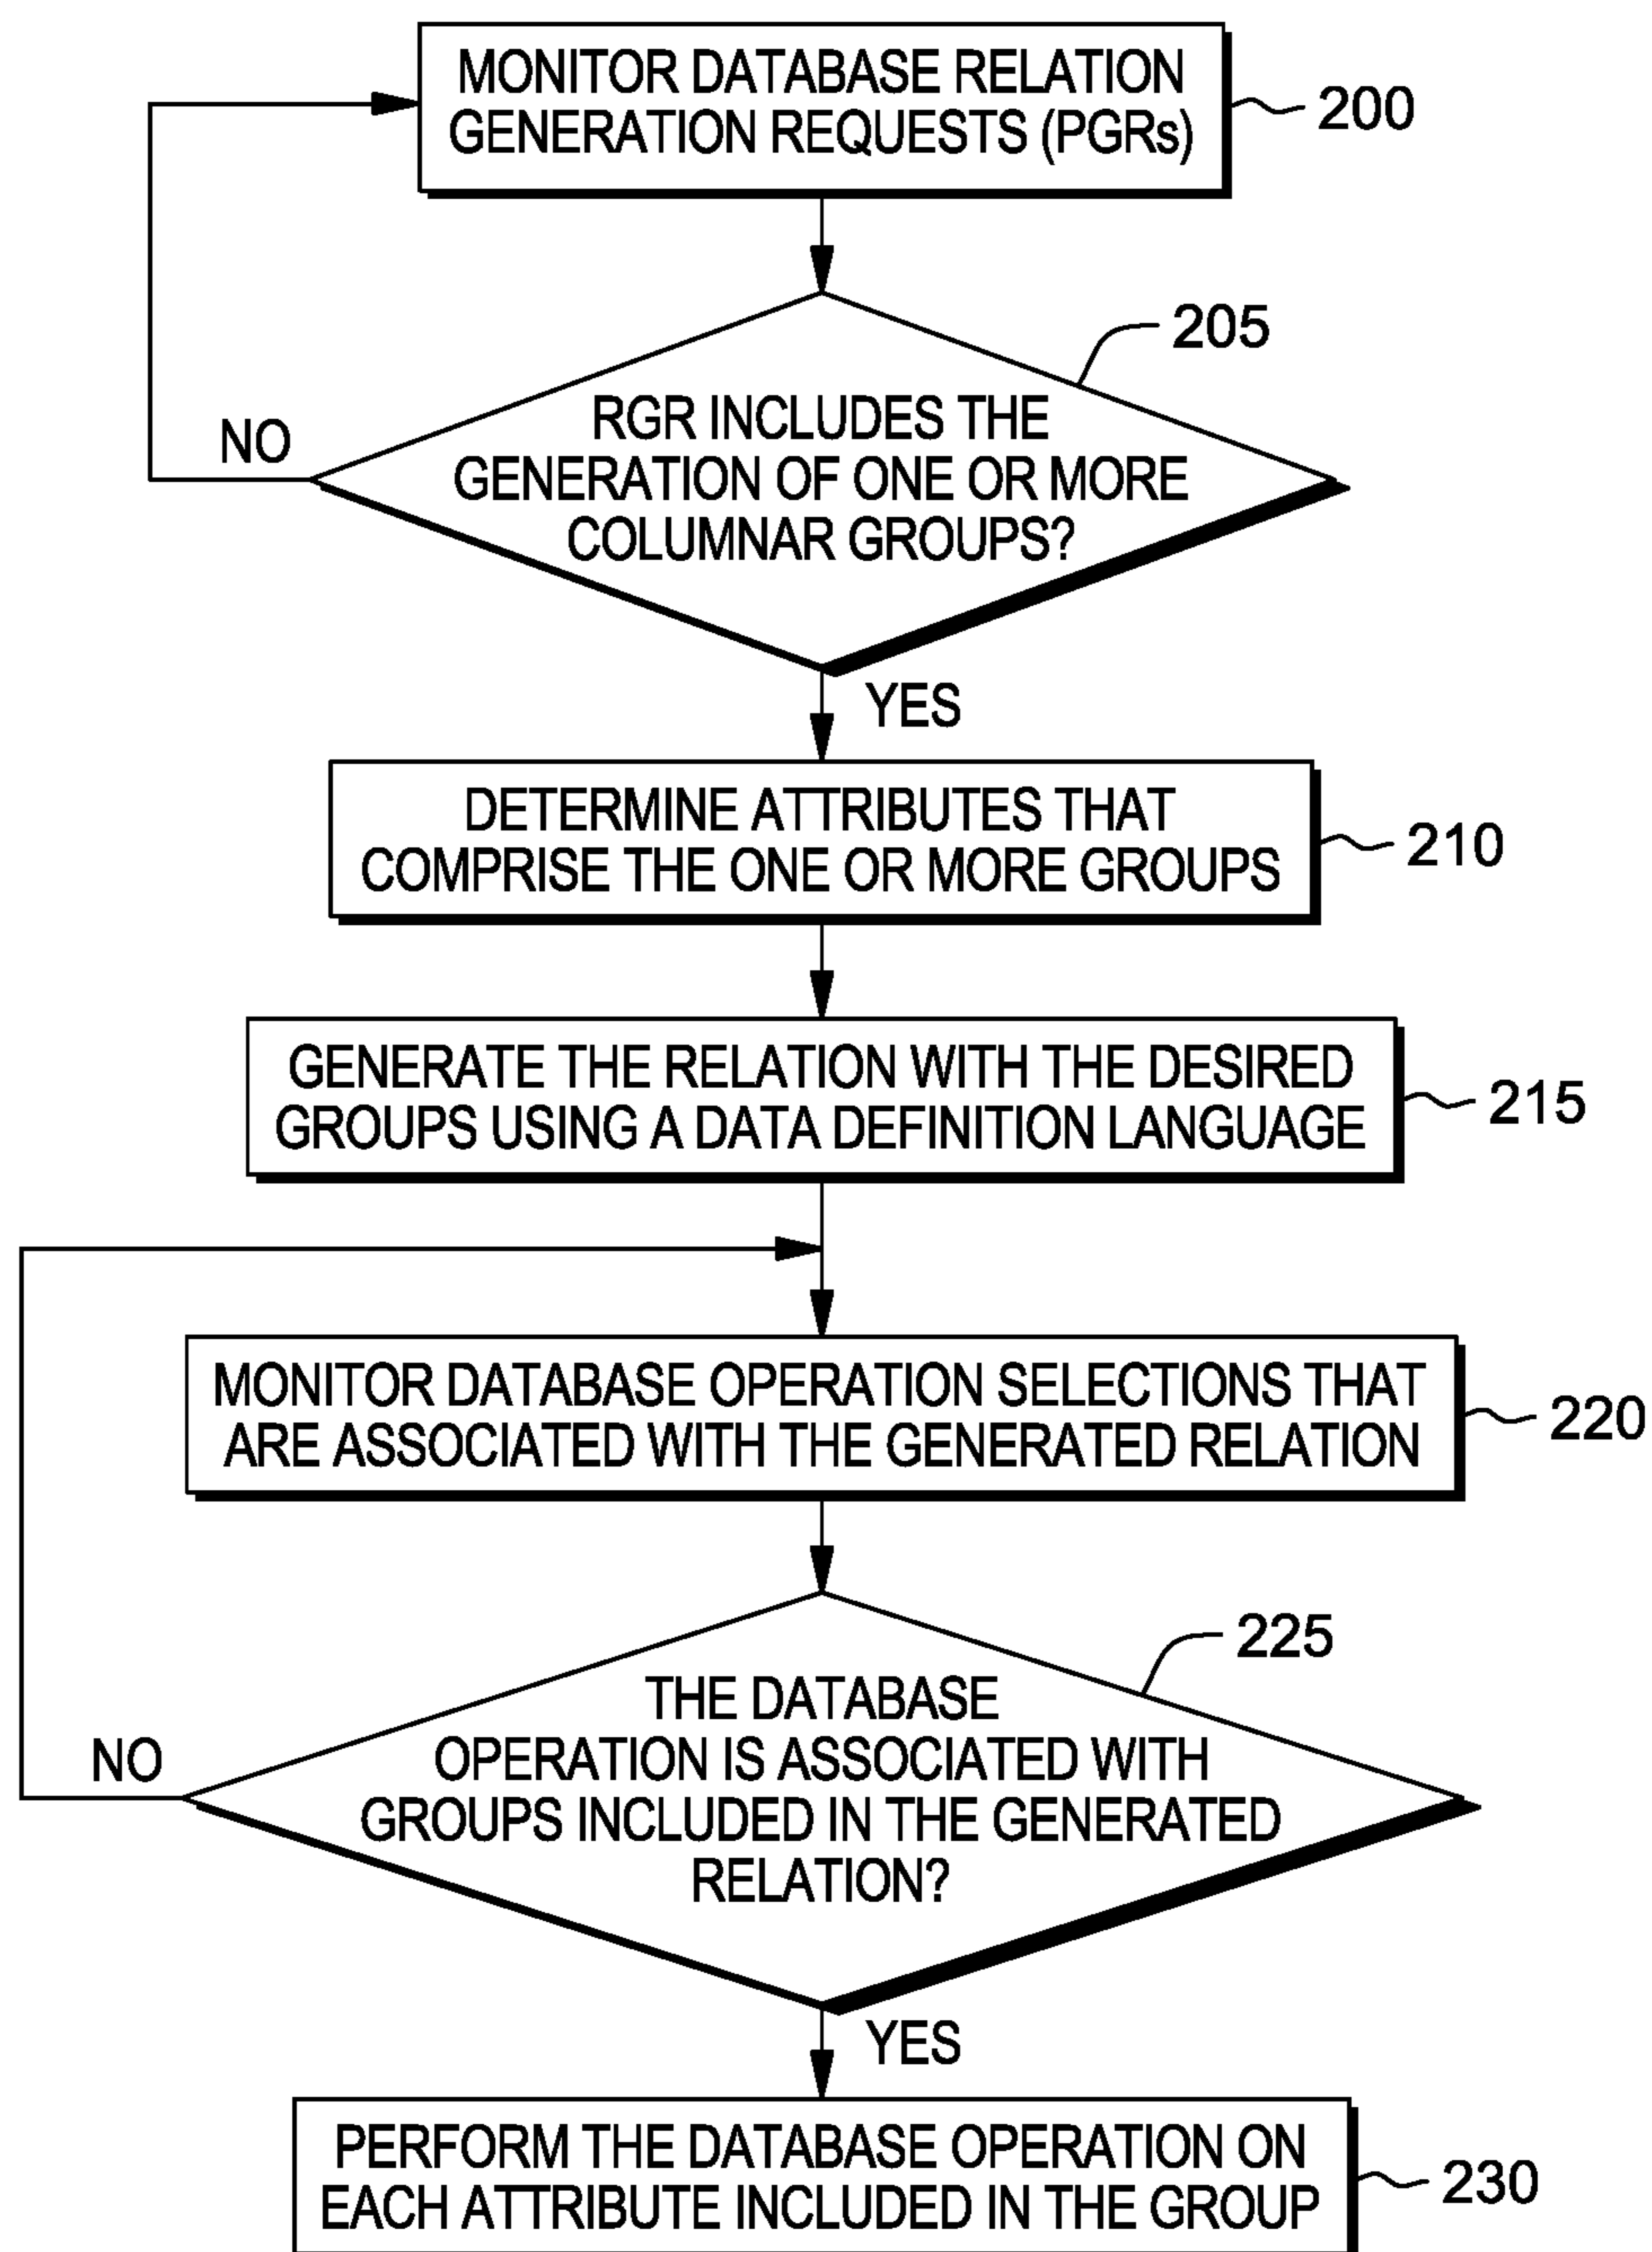 MONITOR DATABASE RELATION
GENERATION REQUESTS (PGRs)
200
205
RGR INCLUDES THE
GENERATION OF ONE OR MORE
COLUMNAR GROUPS?
NO
YES
DETERMINE ATTRIBUTES THAT
COMPRISE THE ONE OR MORE GROUPS
210
GENERATE THE RELATION WITH THE DESIRED
GROUPS USING A DATA DEFINITION LANGUAGE
215
MONITOR DATABASE OPERATION SELECTIONS THAT
ARE ASSOCIATED WITH THE GENERATED RELATION
220
225
THE DATABASE
OPERATION IS ASSOCIATED WITH
GROUPS INCLUDED IN THE GENERATED
RELATION?
NO
YES
PERFORM THE DATABASE OPERATION ON
EACH ATTRIBUTE INCLUDED IN THE GROUP
230